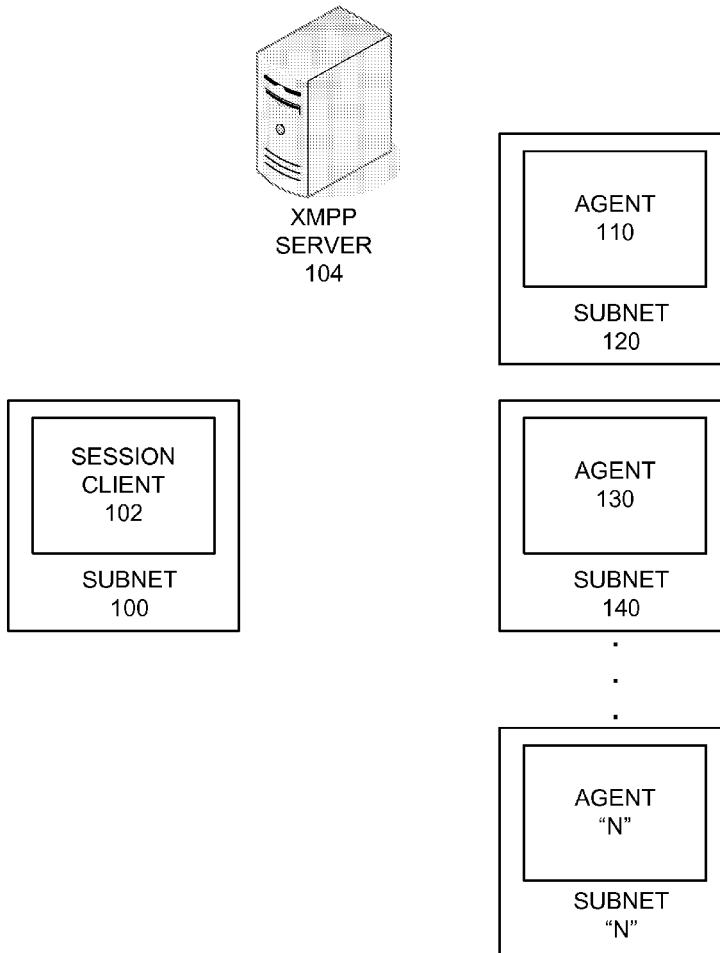 XMPP
SERVER
104
AGENT
110
SUBNET
120
SESSION
CLIENT
102
SUBNET
100
AGENT
130
SUBNET
140
AGENT
“N”
SUBNET
“N”